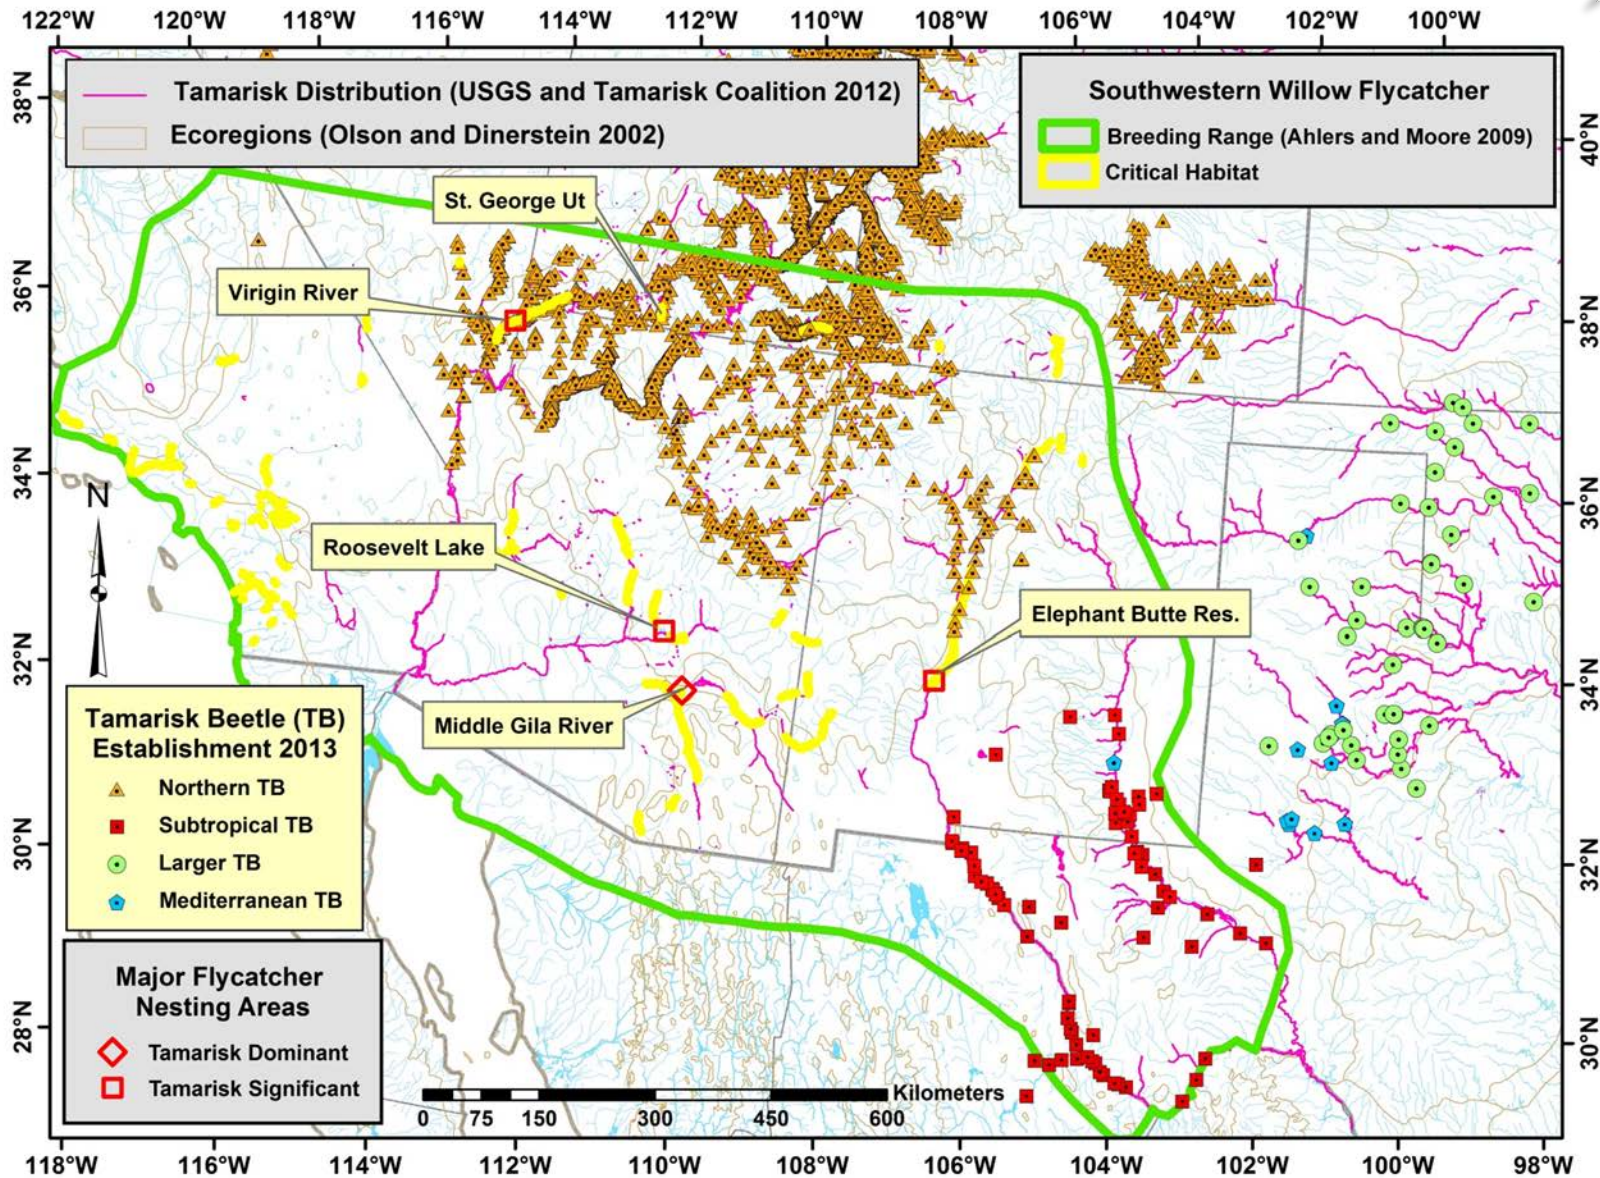 122°W 120°W 118°W 116°W 114°W 112°W 110°W 108°W 106°W 104°W 102°W 100°W
Tamarisk Distribution (USGS and Tamarisk Coalition 2012)
Ecoregions (Olson and Dinerstein 2002)
Southwestern Willow Flycatcher
Breeding Range (Ahlers and Moore 2009)
Critical Habitat
38°N
36°N
34°N
32°N
30°N
28°N
40°N
38°N
36°N
34°N
32°N
30°N
St. George Ut
Virigin River
N
Roosevelt Lake
Elephant Butte Res.
Middle Gila River
Tamarisk Beetle (TB)
Establishment 2013
Northern TB
Subtropical TB
Larger TB
Mediterranean TB
Major Flycatcher
Nesting Areas
Tamarisk Dominant
Tamarisk Significant
Kilometers
0 75 150 300 450 600
118°W 116°W 114°W 112°W 110°W 108°W 106°W 104°W 102°W 100°W 98°W